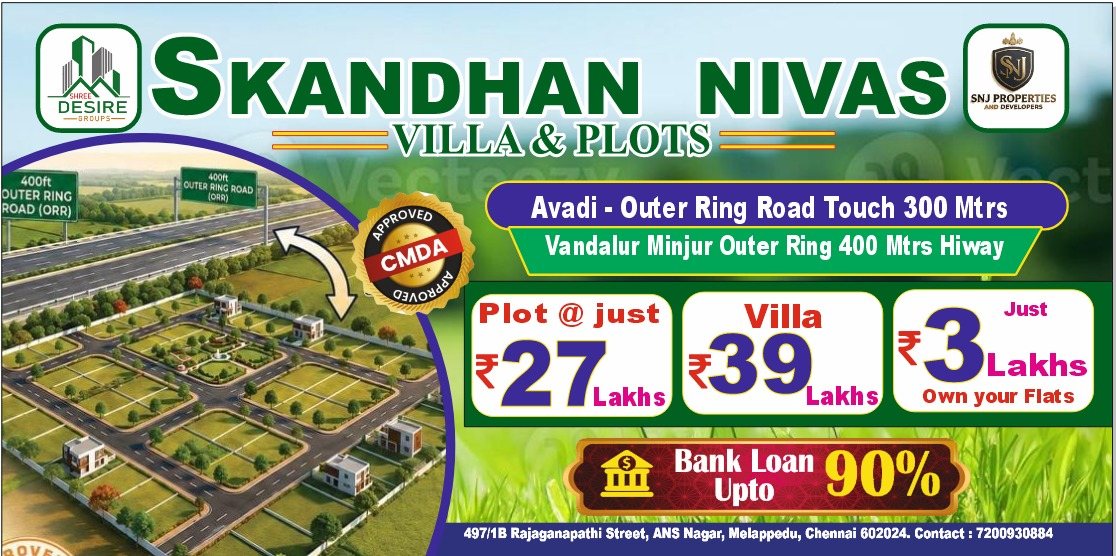 SHREE
DESIRE
GROUPS
SKANDHAN NIVAS
SNJ
SNJ PROPERTIES
AND DEVELOPERS
VILLA & PLOTS
Vecteezy
400ft
OUTER RING
ROAD (ORR)
400ft
OUTER RING ROAD
(ORR)
APPROVED
CMDA
APPROVED
Avadi - Outer Ring Road Touch 300 Mtrs
Vandalur Minjur Outer Ring 400 Mtrs Hiway
Plot @ just
₹27 Lakhs
Villa
₹39 Lakhs
Just
₹3 Lakhs
Own your Flats
Bank Loan
Upto
90%
497/1B Rajaganapathi Street, ANS Nagar, Melappedu, Chennai 602024. Contact : 7200930884